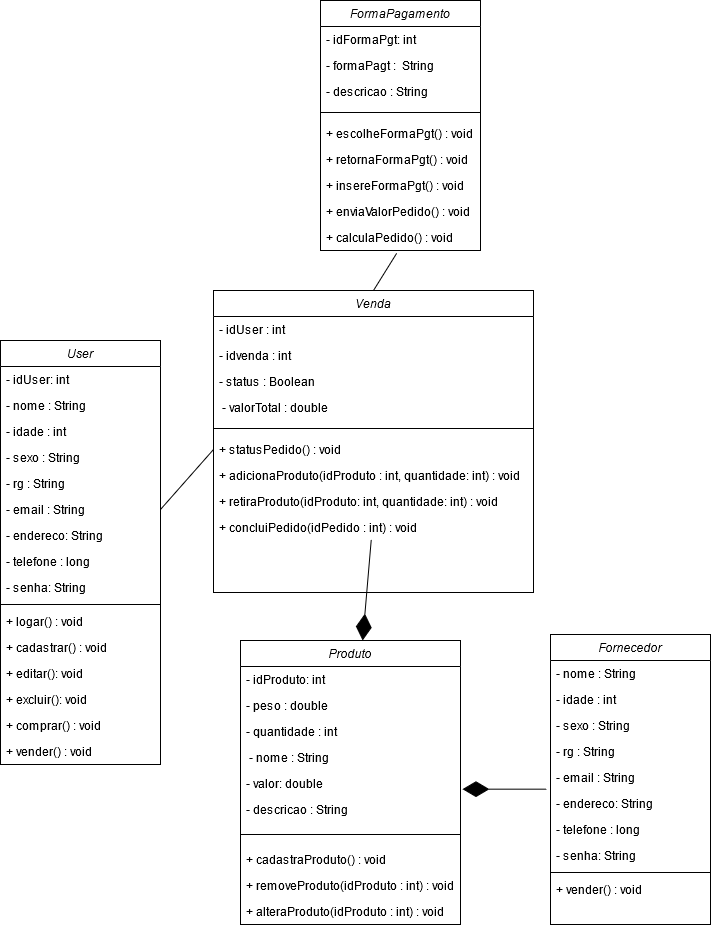 FormaPagamento
- idFormaPgt: int
- formaPagt :  String
- descricao : String
+ escolheFormaPgt() : void
+ retornaFormaPgt() : void
+ insereFormaPgt() : void
+ enviaValorPedido() : void
+ calculaPedido() : void
Venda
- idUser : int
- idvenda : int
- status : Boolean
- valorTotal : double
+ statusPedido() : void
+ adicionaProduto(idProduto : int, quantidade: int) : void
+ retiraProduto(idProduto: int, quantidade: int) : void
+ concluiPedido(idPedido : int) : void
User
- idUser: int
- nome : String
- idade : int
- sexo : String
- rg : String
- email : String
- endereco: String
- telefone : long
- senha: String
+ logar() : void
+ cadastrar() : void
+ editar(): void
+ excluir(): void
+ comprar() : void
+ vender() : void
Produto
- idProduto: int
- peso : double
- quantidade : int
- nome : String
- valor: double
- descricao : String
+ cadastraProduto() : void
+ removeProduto(idProduto : int) : void
+ alteraProduto(idProduto : int) : void
Fornecedor
- nome : String
- idade : int
- sexo : String
- rg : String
- email : String
- endereco: String
- telefone : long
- senha: String
+ vender() : void